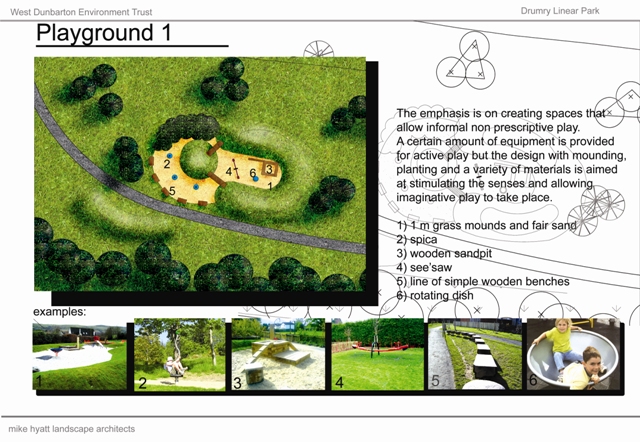 West Dunbarton Environment Trust
Drumry Linear Park
Playground 1
The emphasis is on creating spaces that
allow informal non prescriptive play.
A certain amount of equipment is provided
for active play but the design with mounding,
planting and a variety of materials is aimed
at stimulating the senses and allowing
imaginative play to take place.
1) 1 m grass mounds and fair sand
2) spica
3) wooden sandpit
4) see'saw
5) line of simple wooden benches
6) rotating dish
2
3
4
6
1
5
examples:
1
2
3
4
5
6
mike hyatt landscape architects